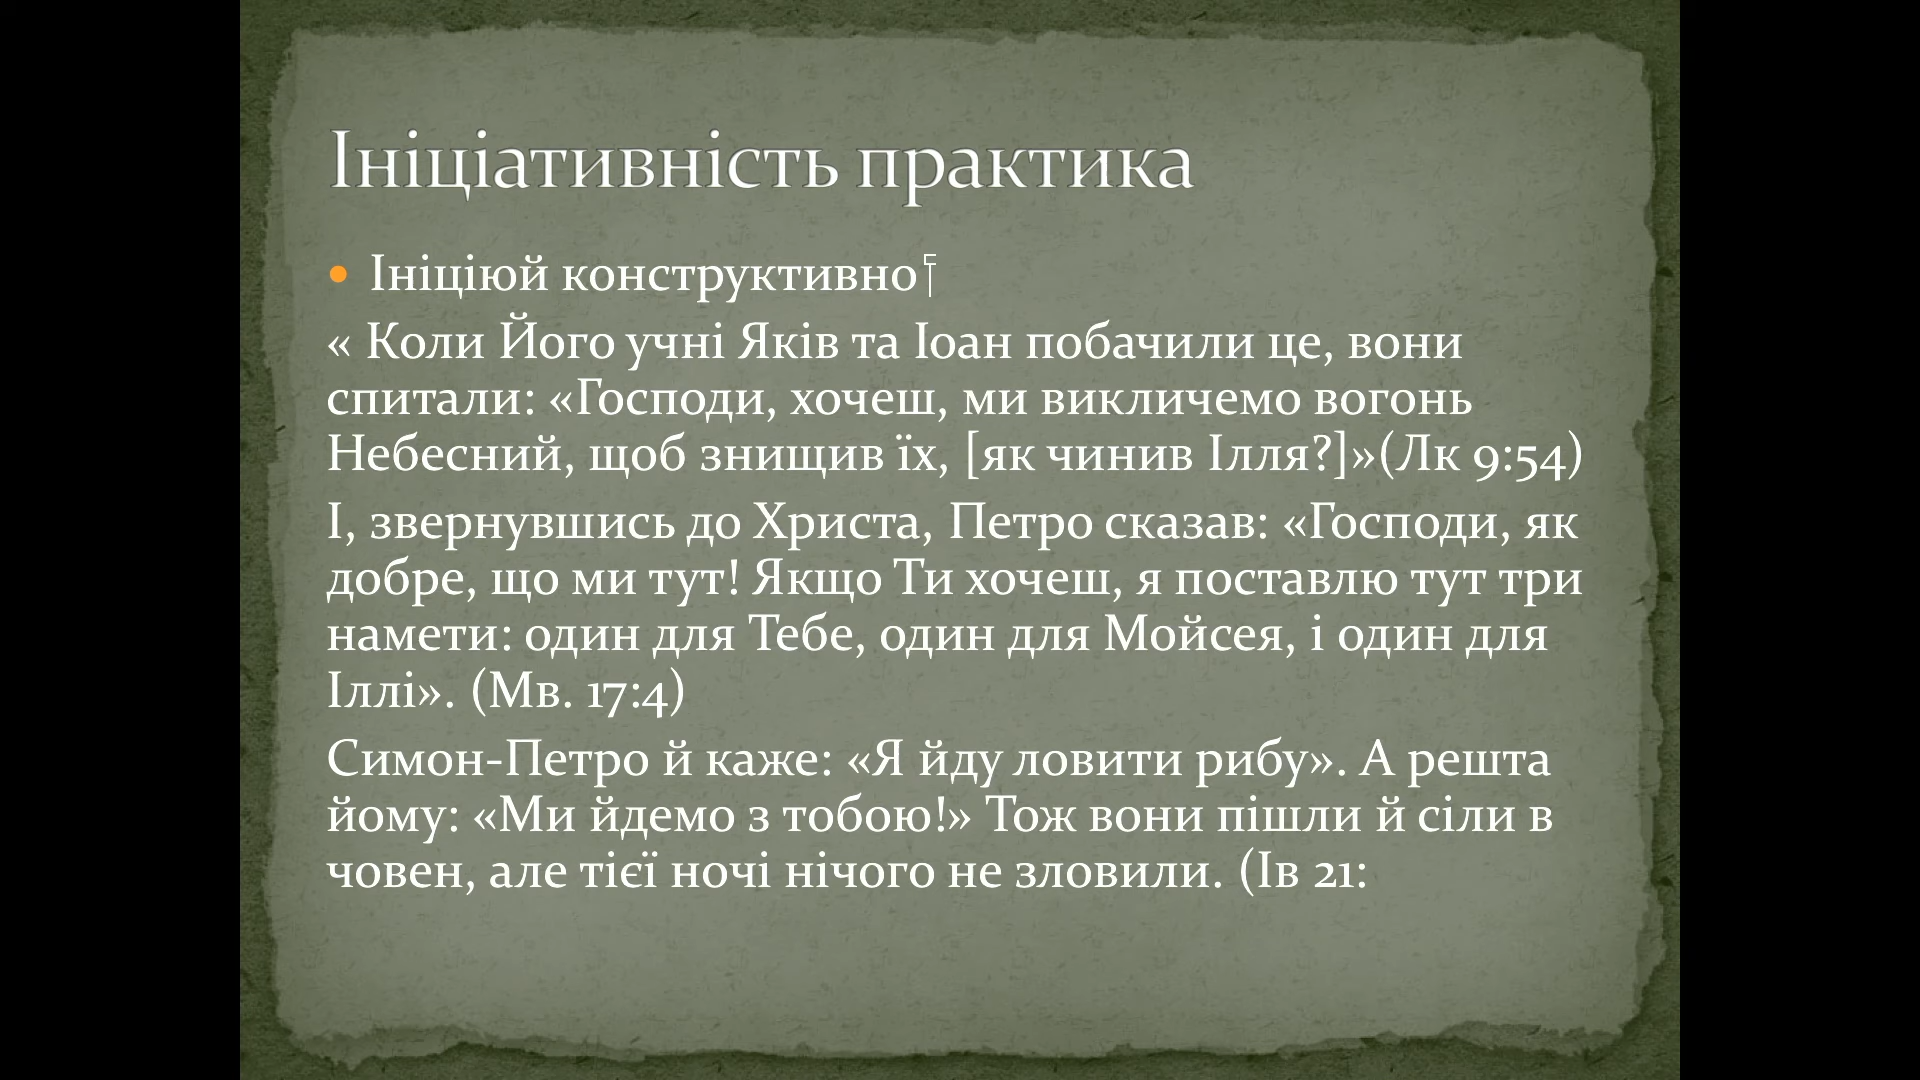 Ініціативність практика
• Ініціюй конструктивно
« Коли Його учні Яків та Іоан побачили це, вони
спитали: «Господи, хочеш, ми викличемо вогонь
Небесний, щоб знищив їх, [як чинив Ілля?]»(Лк 9:54)
І, звернувшись до Христа, Петро сказав: «Господи, як
добре, що ми тут! Якщо Ти хочеш, я поставлю тут три
намети: один для Тебе, один для Мойсея, і один для
Іллі». (Мв. 17:4)
Симон-Петро й каже: «Я йду ловити рибу». А решта
йому: «Ми йдемо з тобою!» Тож вони пішли й сіли в
човен, але тієї ночі нічого не зловили. (Ів 21: